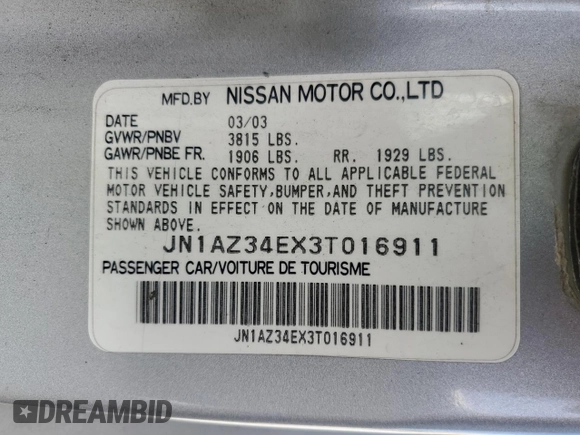 MFD.BY NISSAN MOTOR CO.,LTD
DATE 03/03
GVWR/PNBV 3815 LBS.
GAWR/PNBE FR. 1906 LBS. RR. 1929 LBS.
THIS VEHICLE CONFORMS TO ALL APPLICABLE FEDERAL
MOTOR VEHICLE SAFETY,BUMPER,AND THEFT PREVENTION
STANDARDS IN EFFECT ON THE DATE OF MANUFACTURE
SHOWN ABOVE.
JN1AZ34EX3T016911
PASSENGER CAR/VOITURE DE TOURISME
JN1AZ34EX3T016911
DREAMBID